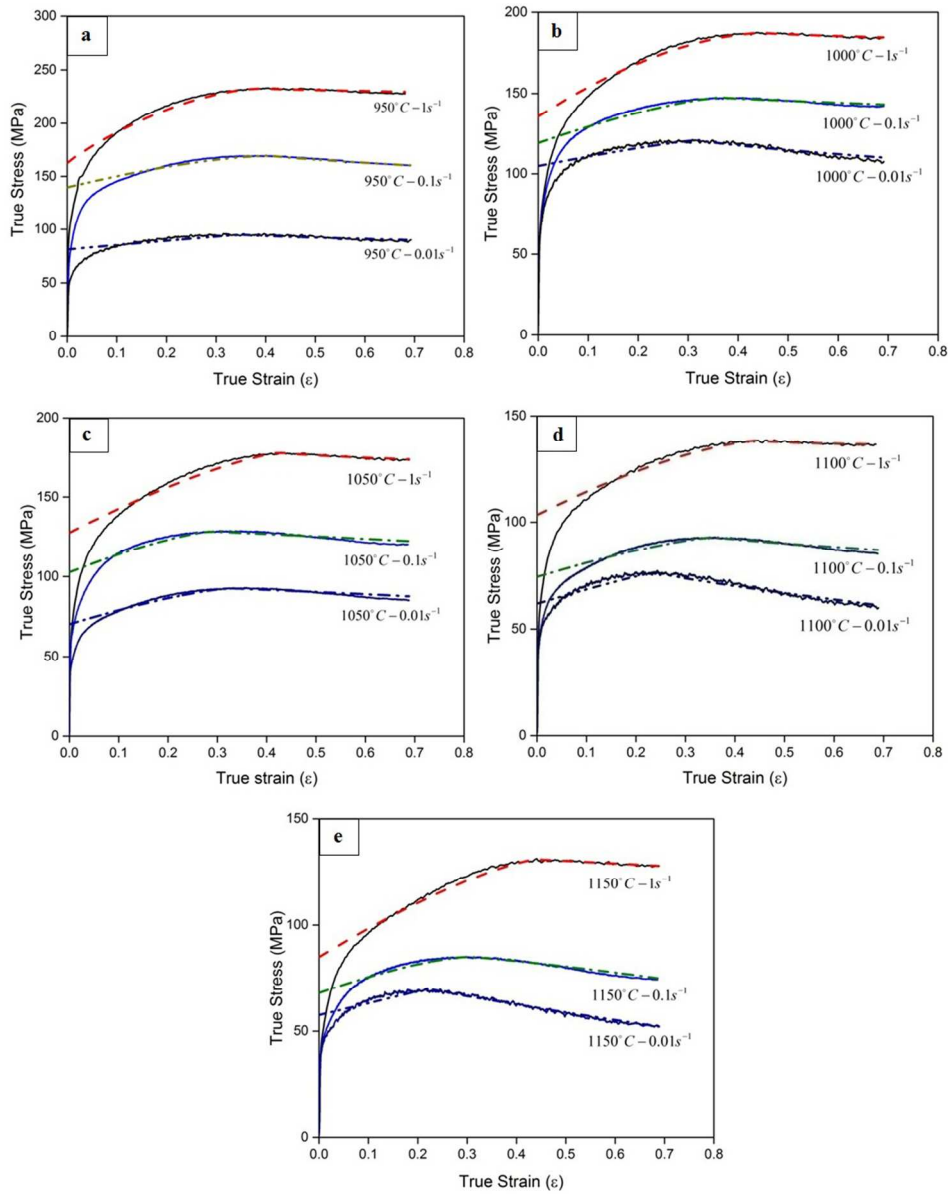 a
300
250
200
150
100
50
0
True Stress (MPa)
950°C−1s⁻¹
950°C−0.1s⁻¹
950°C−0.01s⁻¹
0.0 0.1 0.2 0.3 0.4 0.5 0.6 0.7 0.8
True Strain (ε)
b
200
150
100
50
0
True Stress (MPa)
1000°C−1s⁻¹
1000°C−0.1s⁻¹
1000°C−0.01s⁻¹
0.0 0.1 0.2 0.3 0.4 0.5 0.6 0.7 0.8
True Strain (ε)
c
200
150
100
50
0
True Stress (MPa)
1050°C−1s⁻¹
1050°C−0.1s⁻¹
1050°C−0.01s⁻¹
0.0 0.1 0.2 0.3 0.4 0.5 0.6 0.7 0.8
True strain (ε)
d
150
100
50
0
True Stress (MPa)
1100°C−1s⁻¹
1100°C−0.1s⁻¹
1100°C−0.01s⁻¹
0.0 0.1 0.2 0.3 0.4 0.5 0.6 0.7 0.8
True Strain (ε)
e
150
100
50
0
True Stress (MPa)
1150°C−1s⁻¹
1150°C−0.1s⁻¹
1150°C−0.01s⁻¹
0.0 0.1 0.2 0.3 0.4 0.5 0.6 0.7 0.8
True Strain (ε)